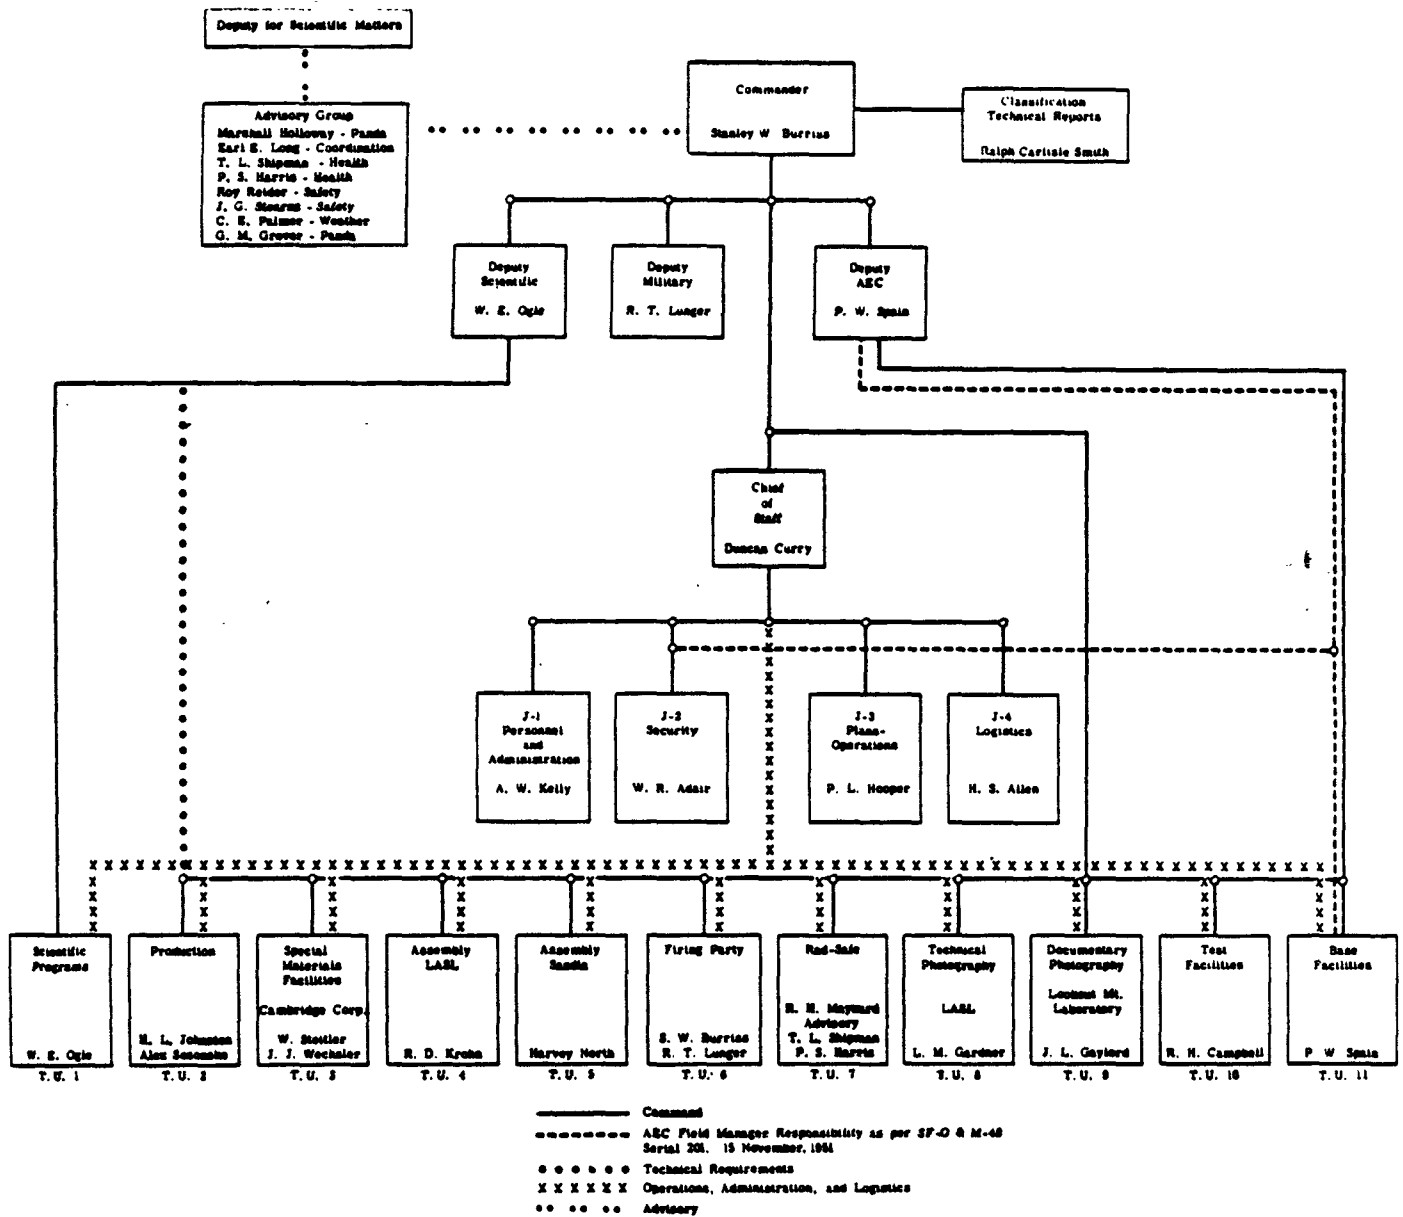 Deputy for Scientific Matters
Advisory Group
Marshall Holloway - Panda
Earl E. Long - Coordination
T. L. Shipman - Health
P. S. Harris - Health
Roy Reider - Safety
J. G. Stearns - Safety
C. E. Palmer - Weather
G. M. Grover - Panda
Commander
Stanley W Burriss
Classification
Technical Reports
Ralph Carlisle Smith
Deputy
Scientific
W. E. Ogle
Deputy
Military
R. T. Lunger
Deputy
AEC
P. W. Spain
Chief
of
Staff
Duncan Curry
J-1
Personnel
and
Administration
A. W. Kelly
J-2
Security
W. R. Adair
J-3
Plans-
Operations
P. L. Hooper
J-4
Logistics
H. S. Allen
Scientific
Programs
W. E. Ogle
T.U. 1
Production
H. L. Johnston
Alex
T.U. 2
Special
Materials
Facilities
Cambridge Corp.
W. Stettler
J. J. Wechsler
T. U. 3
Assembly
LASL
R. D. Krohn
T. U. 4
Assembly
Sandia
Harvey North
T. U. 5
Firing Party
S. W. Burriss
R. T. Lunger
T. U. 6
Rad-Safe
R. H. Maynard
Advisory
T. L. Shipman
P. S. Harris
T. U. 7
Technical
Photography
LASL
L. M. Gardner
T. U. 8
Documentary
Photography
Lookout Mt.
Laboratory
J. L. Gaylord
T. U. 9
Test
Facilities
R. H. Campbell
T. U. 10
Base
Facilities
P W Spain
T. U. 11
Command
AEC Field Manager Responsibility as per SF-O & M-48
Serial 201. 15 November, 1951
Technical Requirements
X X X X X X Operations, Administration, and Logistics
Advisory